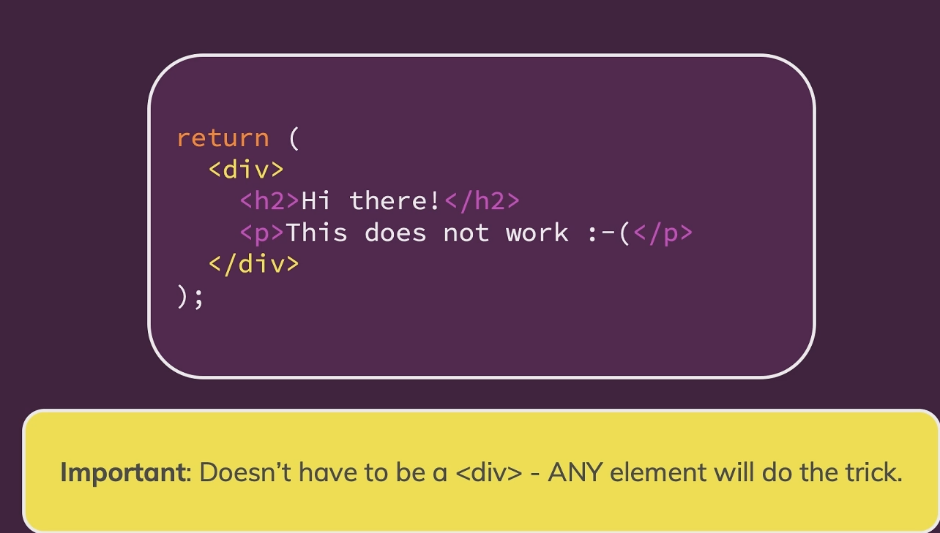 return (
  <div>
    <h2>Hi there!</h2>
    <p>This does not work :-(</p>
  </div>
);
Important: Doesn’t have to be a <div> - ANY element will do the trick.